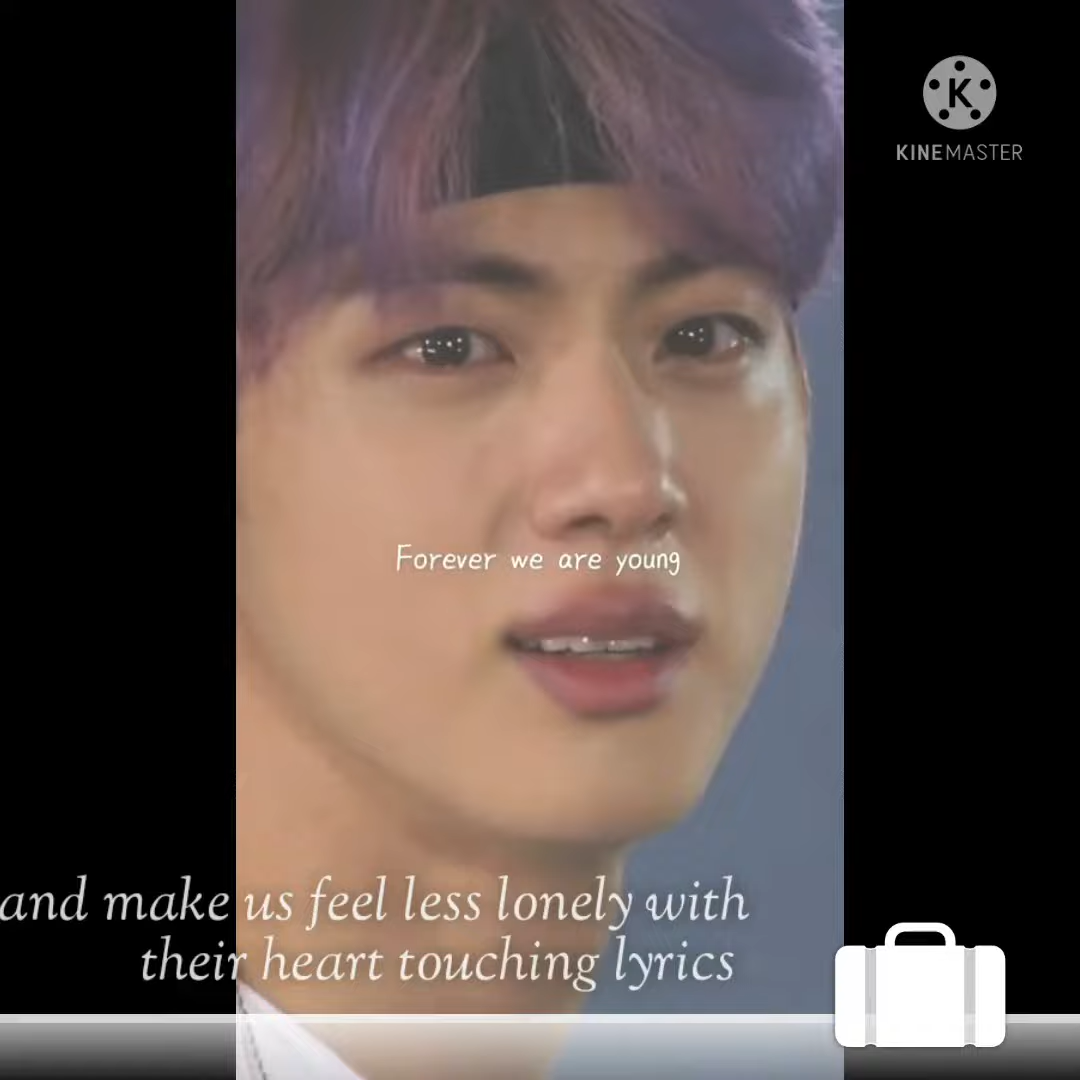 K
KINEMASTER
Forever we are young
and make us feel less lonely with
their heart touching lyrics